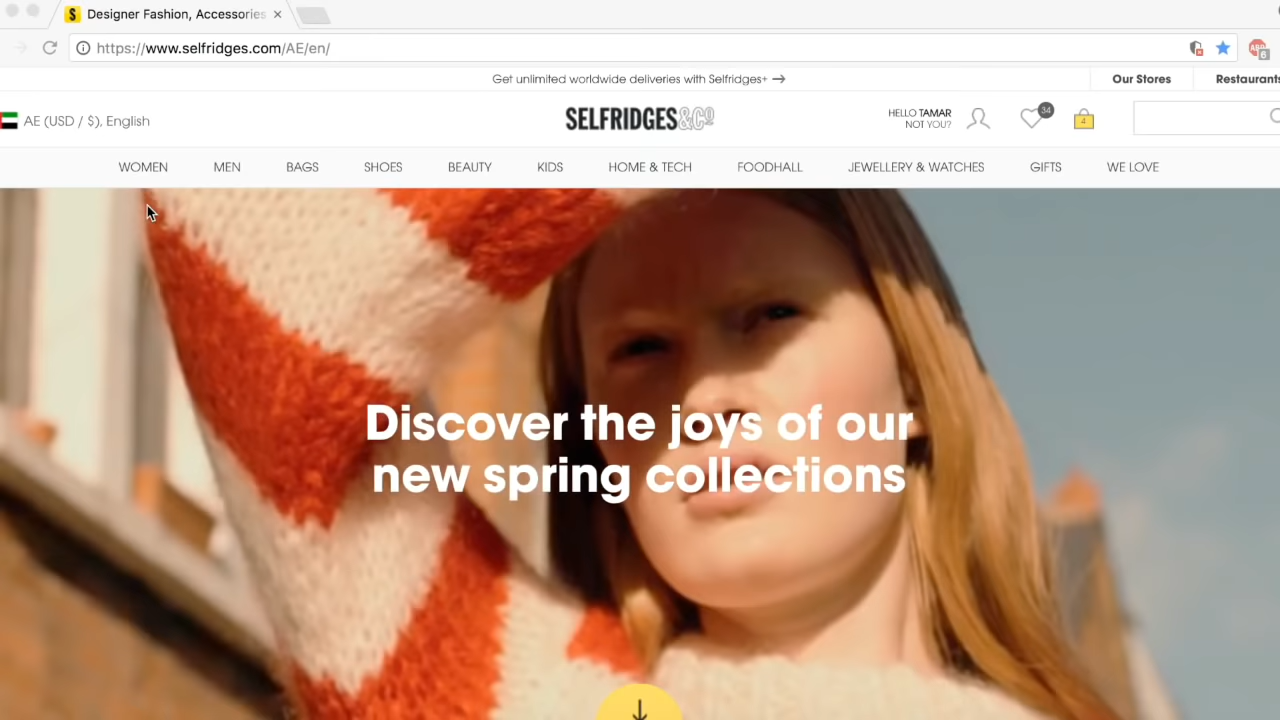 Designer Fashion, Accessories
https://www.selfridges.com/AE/en/
Get unlimited worldwide deliveries with Selfridges+ →
Our Stores
Restaurants
AE (USD / $), English
SELFRIDGES&C⁠O
HELLO TAMAR
NOT YOU?
34
4
WOMEN MEN BAGS SHOES BEAUTY KIDS HOME & TECH FOODHALL JEWELLERY & WATCHES GIFTS WE LOVE
Discover the joys of our
new spring collections